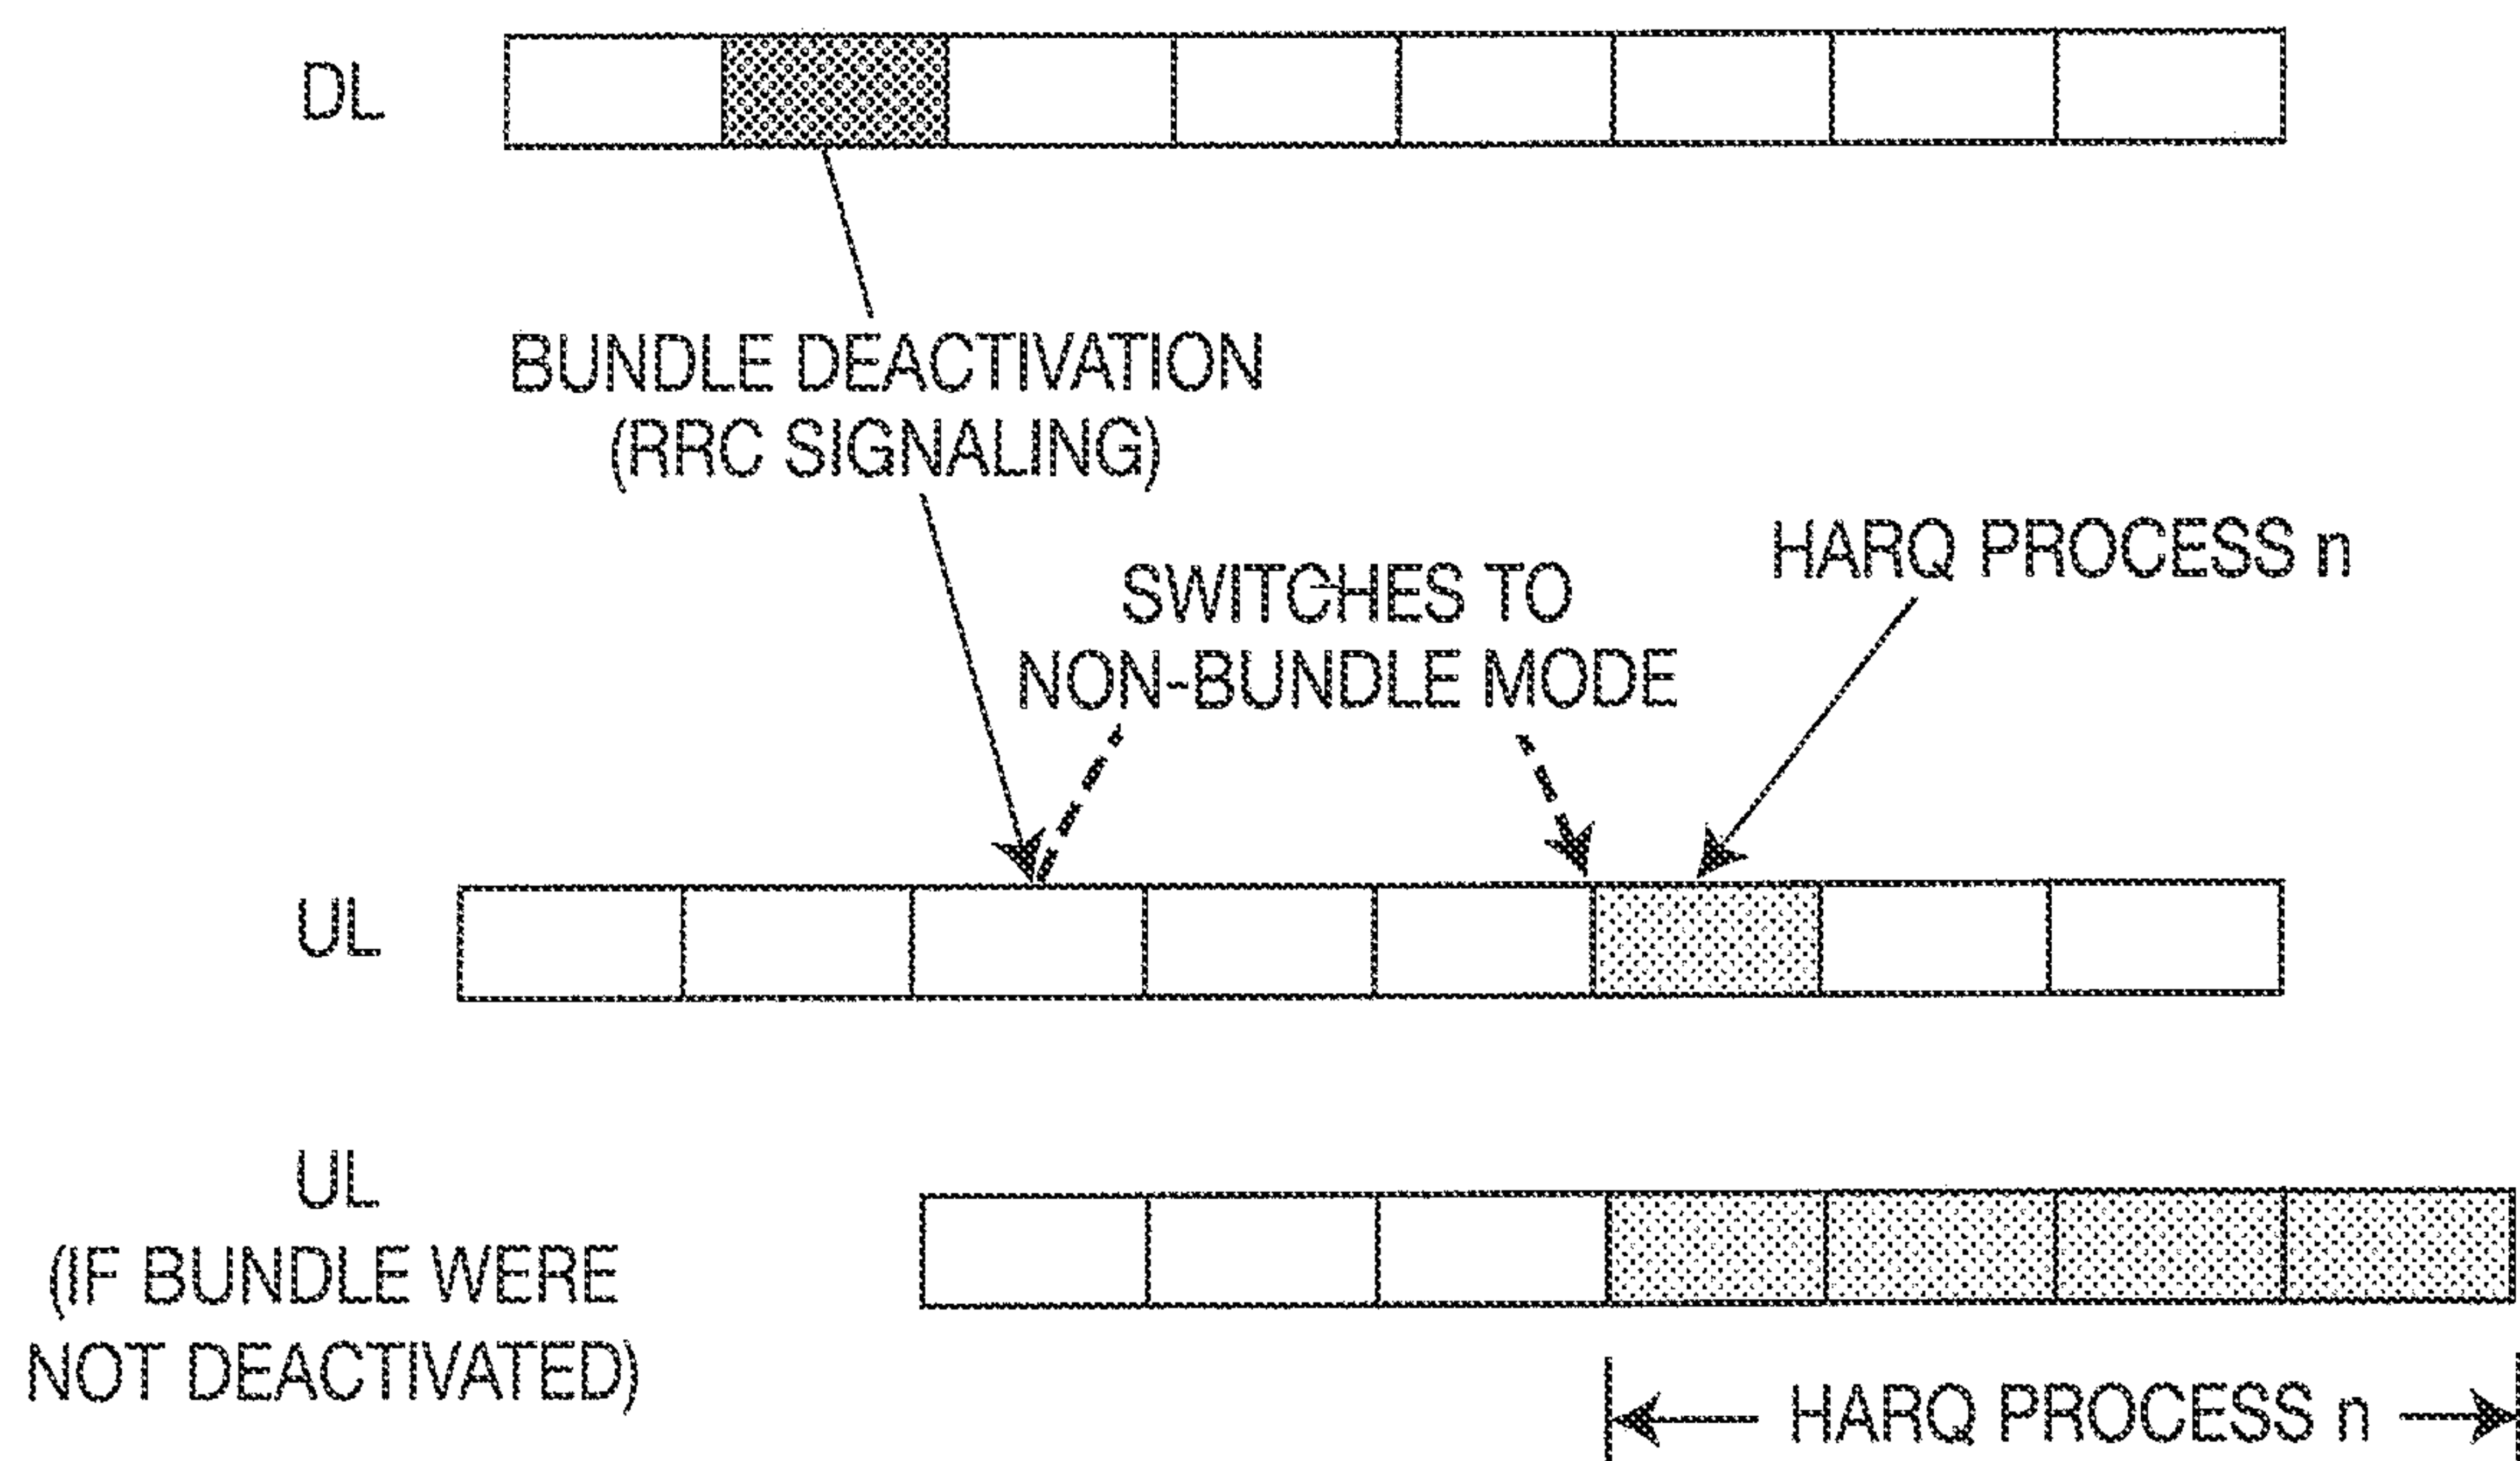 DL
BUNDLE DEACTIVATION
(RRC SIGNALING)
SWITCHES TO
NON-BUNDLE MODE
HARQ PROCESS n
UL
UL
(IF BUNDLE WERE
NOT DEACTIVATED)
HARQ PROCESS n